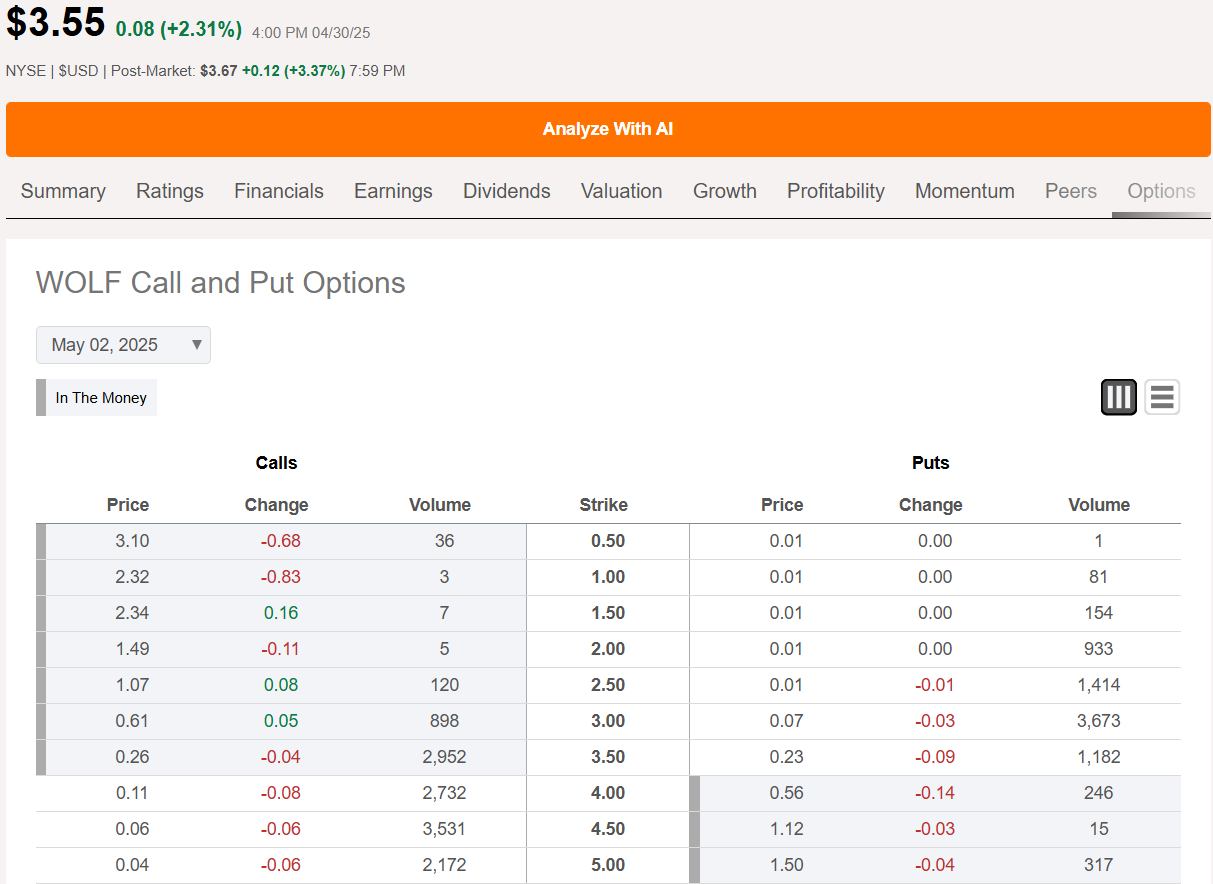 $3.55 0.08 (+2.31%) 4:00 PM 04/30/25
NYSE | $USD | Post-Market: $3.67 +0.12 (+3.37%) 7:59 PM
Analyze With AI
Summary Ratings Financials Earnings Dividends Valuation Growth Profitability Momentum Peers Options
WOLF Call and Put Options
May 02, 2025 ▼
In The Money
Calls Puts
Price Change Volume Strike Price Change Volume
3.10 -0.68 36 0.50 0.01 0.00 1
2.32 -0.83 3 1.00 0.01 0.00 81
2.34 0.16 7 1.50 0.01 0.00 154
1.49 -0.11 5 2.00 0.01 0.00 933
1.07 0.08 120 2.50 0.01 -0.01 1,414
0.61 0.05 898 3.00 0.07 -0.03 3,673
0.26 -0.04 2,952 3.50 0.23 -0.09 1,182
0.11 -0.08 2,732 4.00 0.56 -0.14 246
0.06 -0.06 3,531 4.50 1.12 -0.03 15
0.04 -0.06 2,172 5.00 1.50 -0.04 317